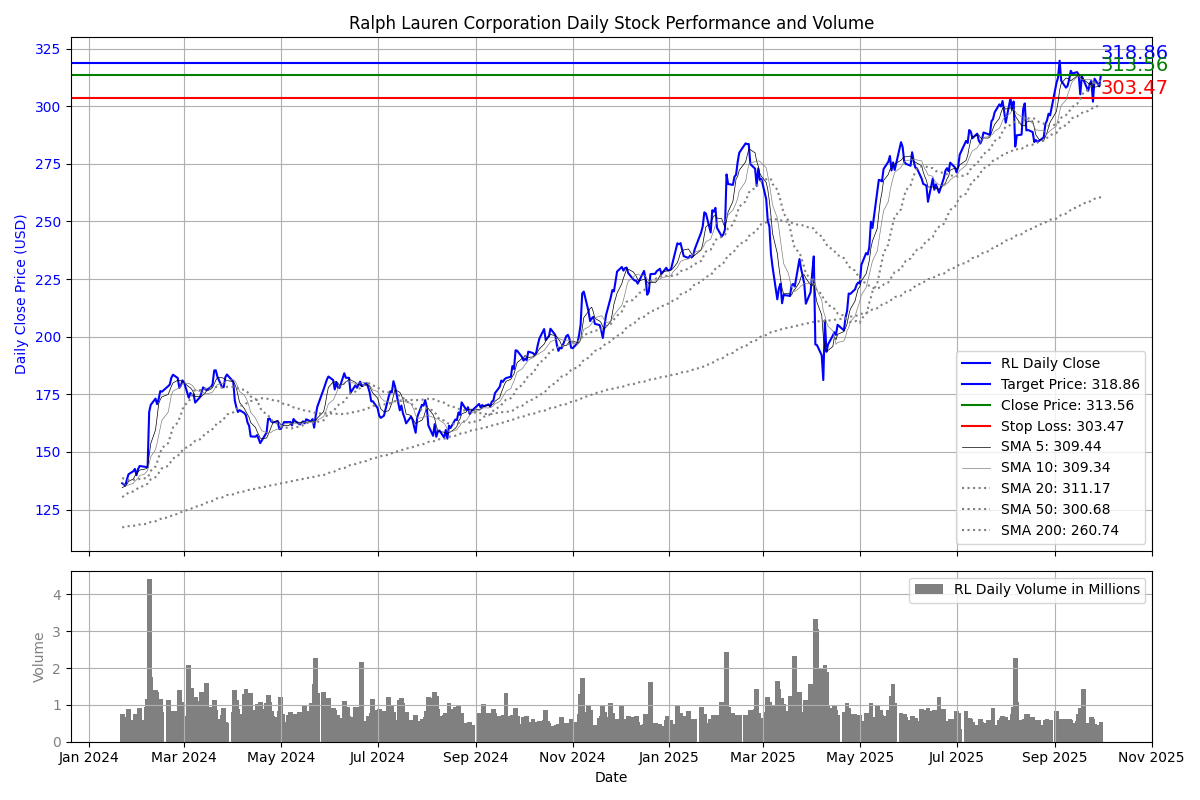 Ralph Lauren Corporation Daily Stock Performance and Volume
Daily Close Price (USD)
325
300
275
250
225
200
175
150
125
318.86
313.56
303.47
RL Daily Close
Target Price: 318.86
Close Price: 313.56
Stop Loss: 303.47
SMA 5: 309.44
SMA 10: 309.34
SMA 20: 311.17
SMA 50: 300.68
SMA 200: 260.74
Volume
4
3
2
1
0
RL Daily Volume in Millions
Jan 2024
Mar 2024
May 2024
Jul 2024
Sep 2024
Nov 2024
Jan 2025
Mar 2025
May 2025
Jul 2025
Sep 2025
Nov 2025
Date